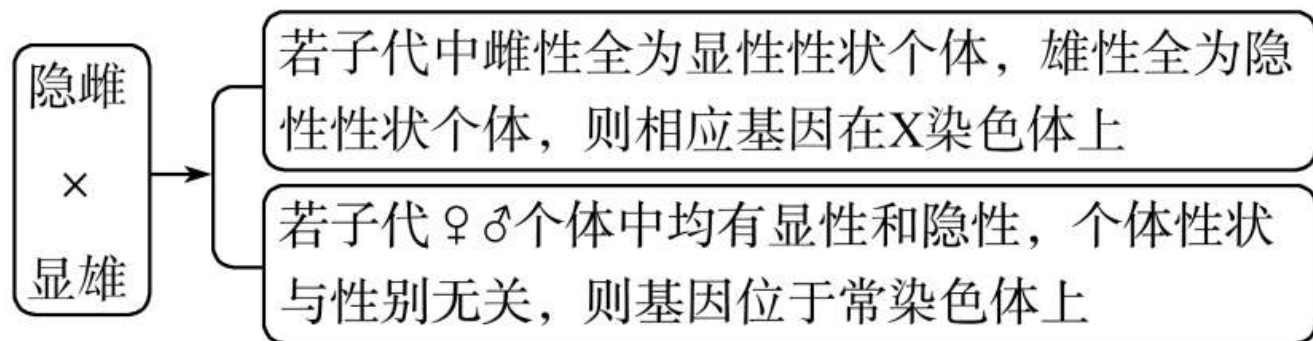 隐雌
×
显雄
若子代中雌性全为显性性状个体，雄性全为隐
性性状个体，则相应基因在X染色体上
若子代♀♂个体中均有显性和隐性，个体性状
与性别无关，则基因位于常染色体上